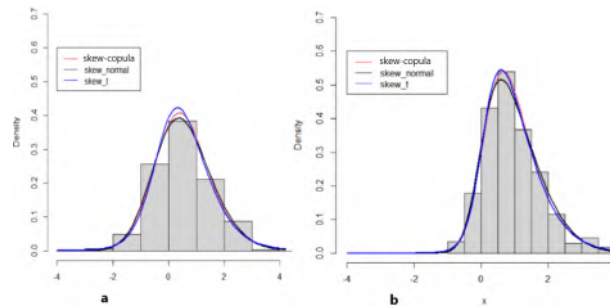 0.7
0.6
0.5
0.4
0.3
0.2
0.1
0.0
Density
skew-copula
skew_normal
skew_t
-4 -2 0 2 4
a
0.7
0.6
0.5
0.4
0.3
0.2
0.1
0.0
Density
skew-copula
skew_normal
skew_t
-4 -2 0 2
b x